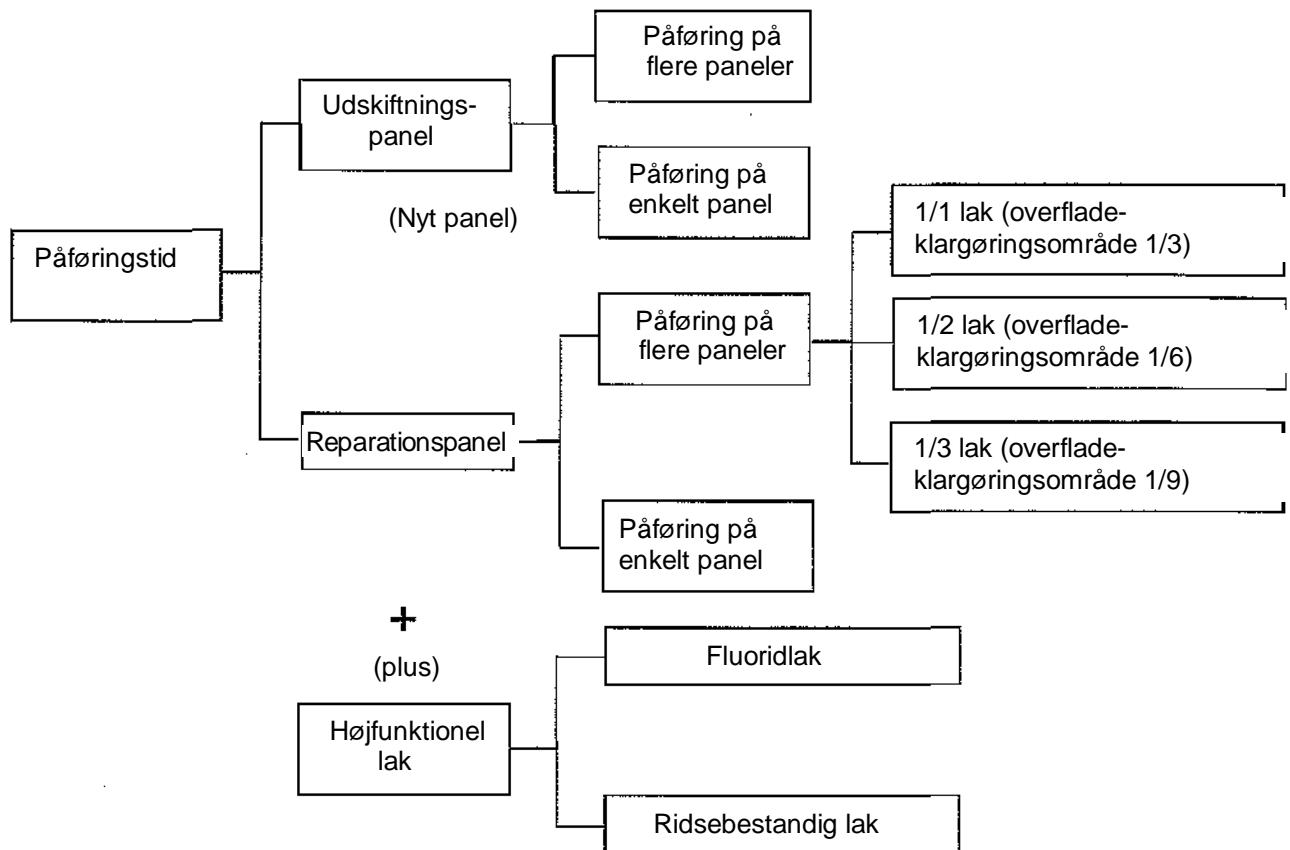 Påføring på
flere paneler
Udskiftnings-
panel
Påføring på
enkelt panel
(Nyt panel)
1/1 lak (overflade-
klargøringsområde 1/3)
Påføringstid
Påføring på
flere paneler
1/2 lak (overflade-
klargøringsområde 1/6)
Reparationspanel
1/3 lak (overflade-
klargøringsområde 1/9)
Påføring på
enkelt panel
+
(plus)
Fluoridlak
Højfunktionel
lak
Ridsebestandig lak